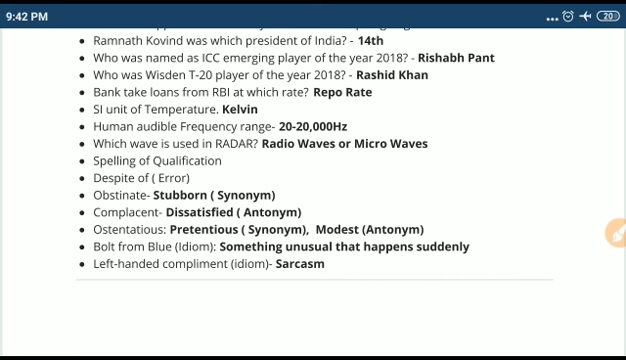 9:42 PM
20
• Ramnath Kovind was which president of India? - 14th
• Who was named as ICC emerging player of the year 2018? - Rishabh Pant
• Who was Wisden T-20 player of the year 2018? - Rashid Khan
• Bank take loans from RBI at which rate? Repo Rate
• SI unit of Temperature. Kelvin
• Human audible Frequency range- 20-20,000Hz
• Which wave is used in RADAR? Radio Waves or Micro Waves
• Spelling of Qualification
• Despite of ( Error)
• Obstinate- Stubborn ( Synonym)
• Complacent- Dissatisfied ( Antonym)
• Ostentatious: Pretentious ( Synonym), Modest (Antonym)
• Bolt from Blue (Idiom): Something unusual that happens suddenly
• Left-handed compliment (idiom)- Sarcasm